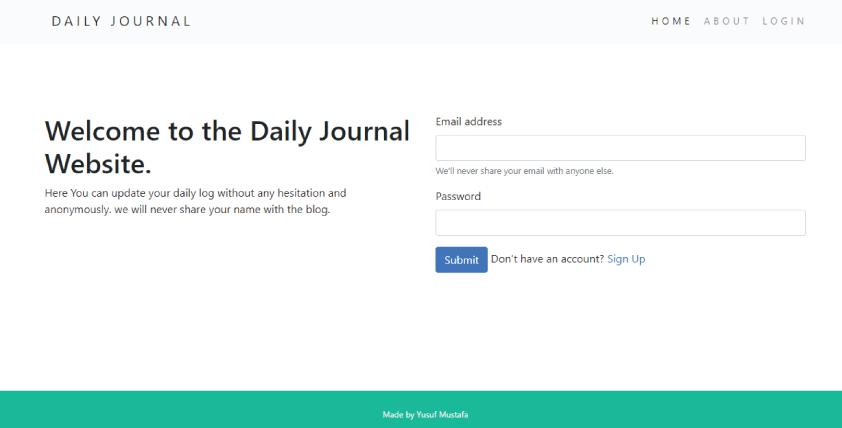 DAILY JOURNAL
HOME ABOUT LOGIN
Welcome to the Daily Journal
Website.
Here You can update your daily log without any hesitation and
anonymously. we will never share your name with the blog.
Email address
We'll never share your email with anyone else.
Password
Submit Don't have an account? Sign Up
Made by Yusuf Mustafa